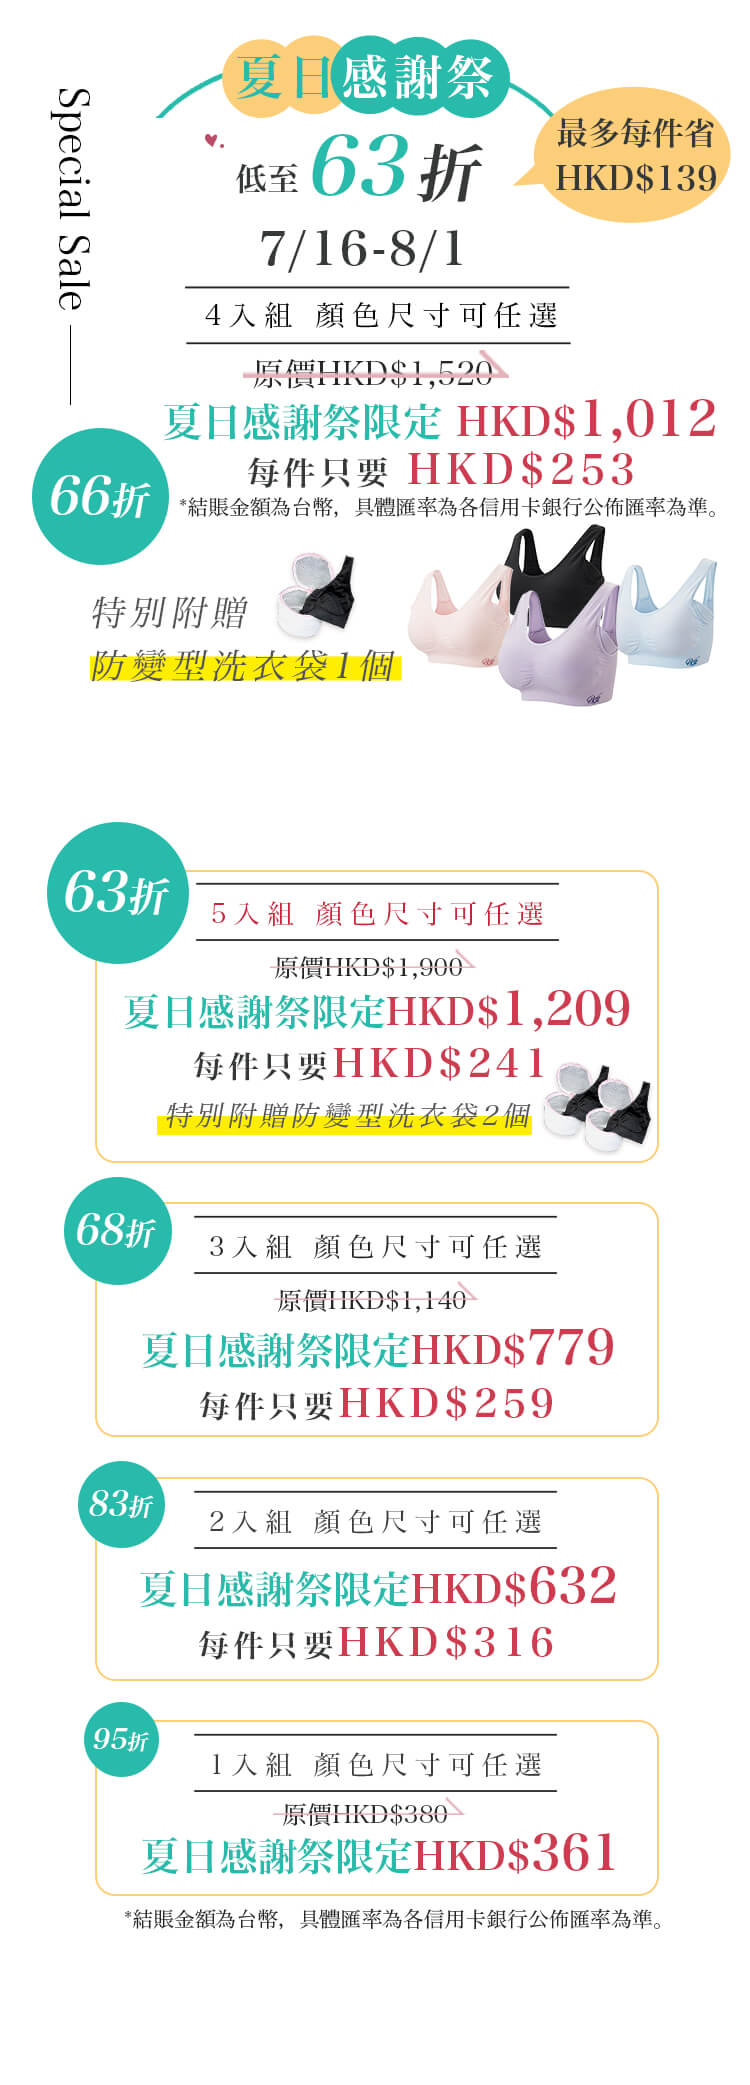 夏日感謝祭
Special Sale
最多每件省
HKD$139
低至63折
7/16-8/1
4入組 顏色尺寸可任選
原價HKD$1,520
夏日感謝祭限定 HKD$1,012
每件只要 HKD$253
66折
*結賬金額為台幣，具體匯率為各信用卡銀行公佈匯率為準。
特別附贈
防變型洗衣袋1個
63折
5入組 顏色尺寸可任選
原價HKD$1,900
夏日感謝祭限定HKD$1,209
每件只要HKD$241
特別附贈防變型洗衣袋2個
68折
3入組 顏色尺寸可任選
原價HKD$1,140
夏日感謝祭限定HKD$779
每件只要HKD$259
83折
2入組 顏色尺寸可任選
夏日感謝祭限定HKD$632
每件只要HKD$316
95折
1入組 顏色尺寸可任選
原價HKD$380
夏日感謝祭限定HKD$361
*結賬金額為台幣，具體匯率為各信用卡銀行公佈匯率為準。